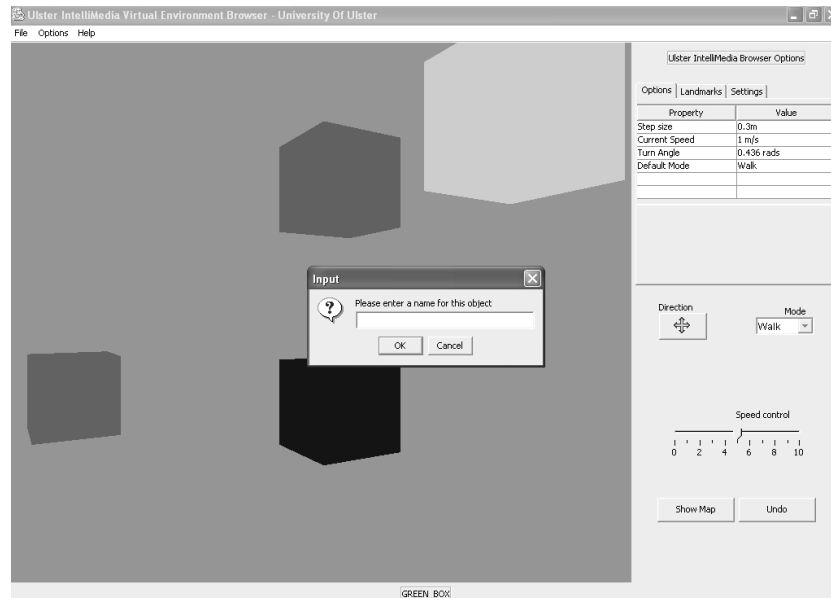 Ulster IntelliMedia Virtual Environment Browser - University Of Ulster
File Options Help
Ulster IntelliMedia Browser Options
Options Landmarks Settings
Property Value
Step size 0.3m
Current Speed 1 m/s
Turn Angle 0.436 rads
Default Mode Walk
Input
Please enter a name for this object
OK Cancel
Direction Mode
Walk
Speed control
0 2 4 6 8 10
Show Map Undo
GREEN BOX